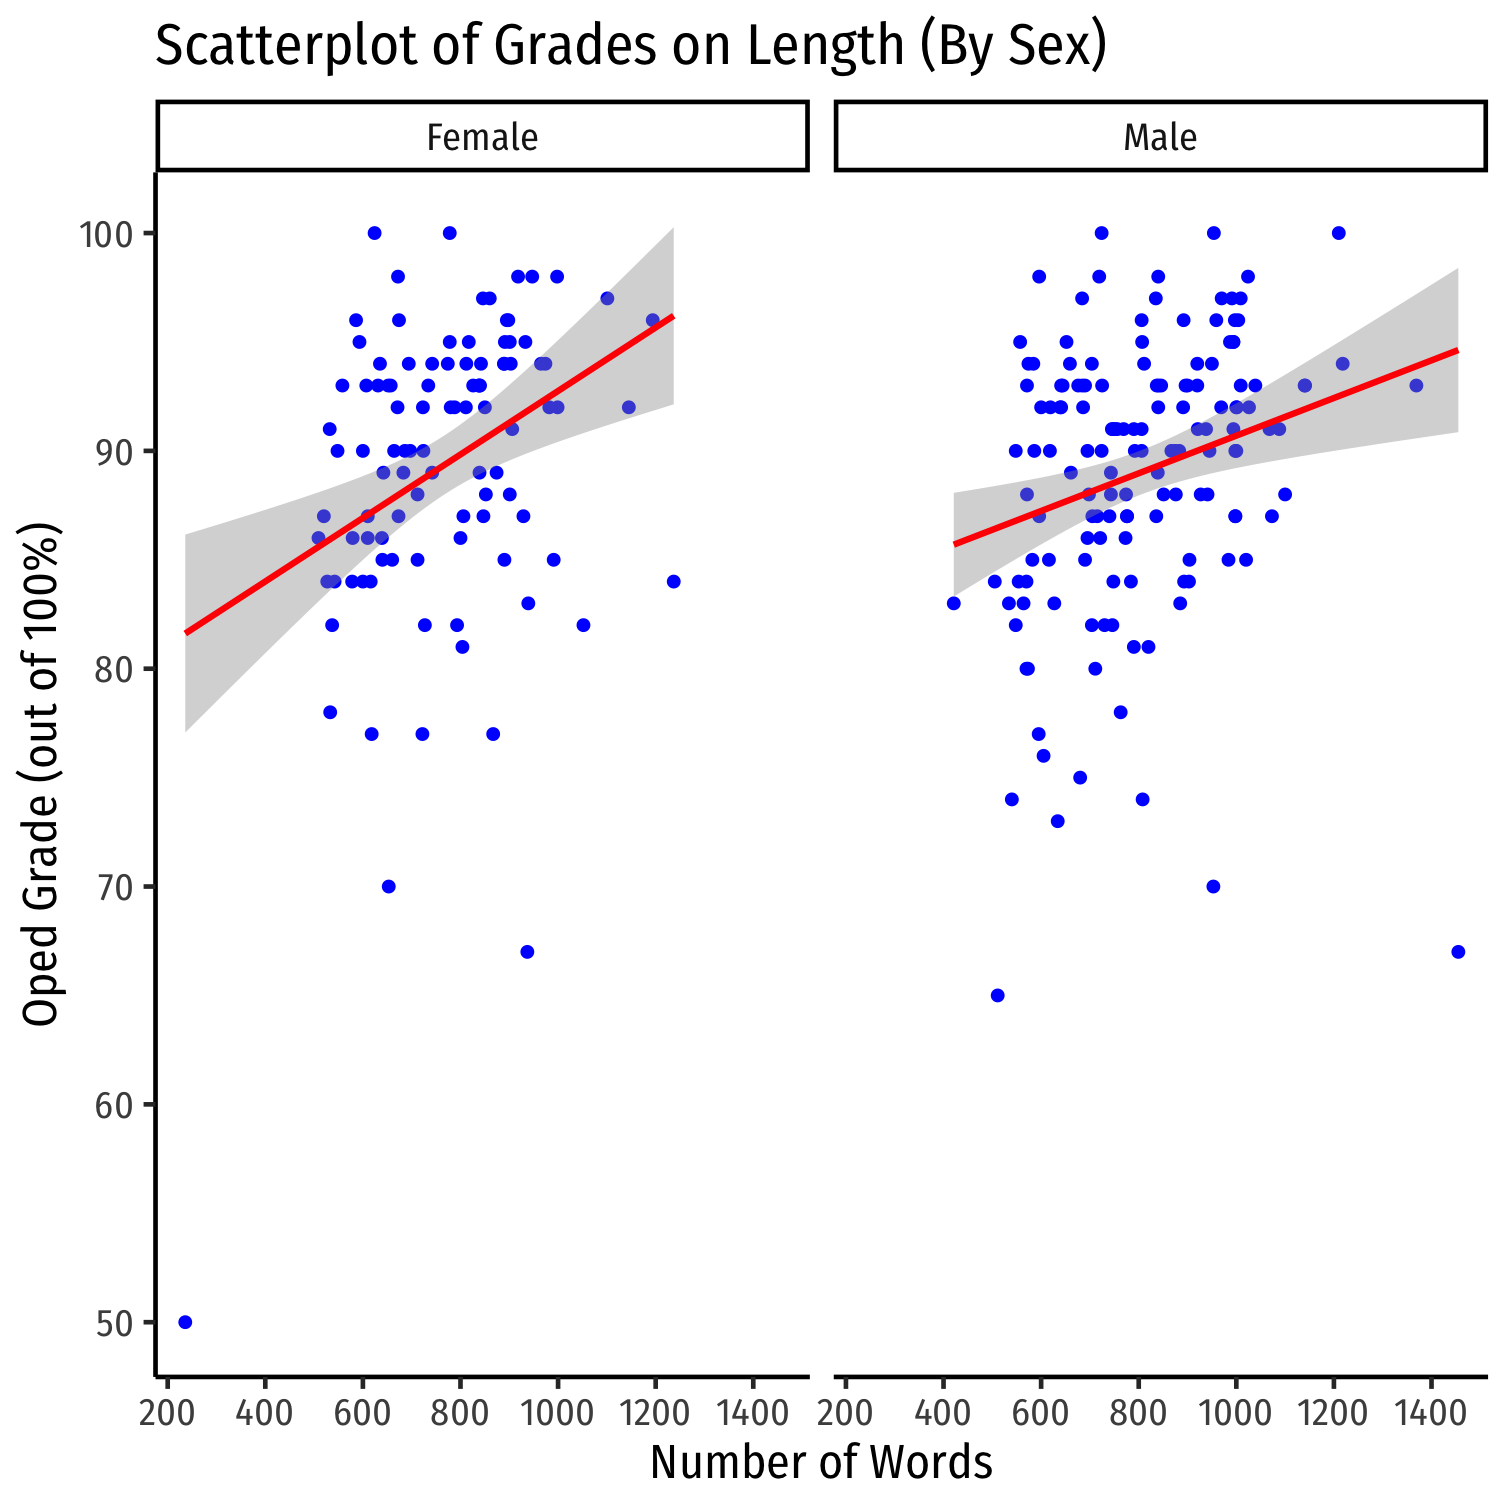 Scatterplot of Grades on Length (By Sex)
Female
Male
Oped Grade (out of 100%)
100
90
80
70
60
50
200 400 600 800 1000 1200 1400
200 400 600 800 1000 1200 1400
Number of Words